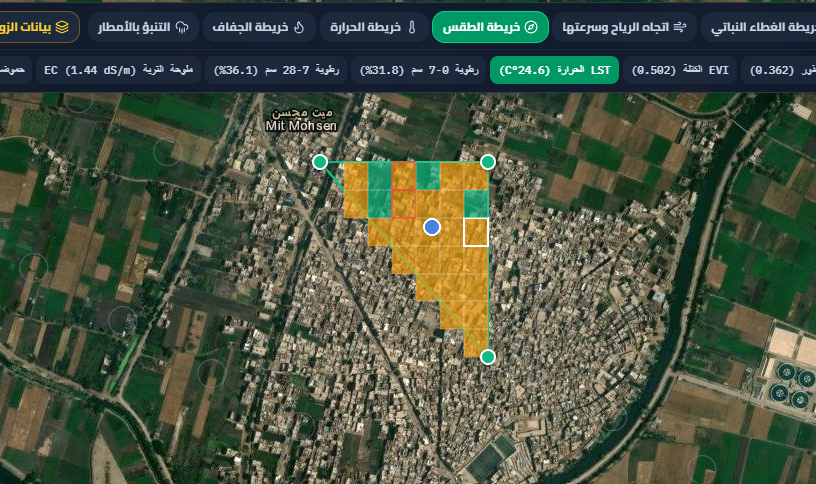 خريطة الغطاء النباتي
اتجاه الرياح وسرعتها
خريطة الطقس
خريطة الحرارة
خريطة الجفاف
التنبؤ بالأمطار
بيانات
(0.362)
EVI الكتلة (0.502)
LST الحرارة (24.6°C)
رطوبة 0-7 سم (31.8%)
رطوبة 7-28 سم (36.1%)
ملوحة التربة EC (1.44 dS/m)
ميت محسن
Mit Mohsen